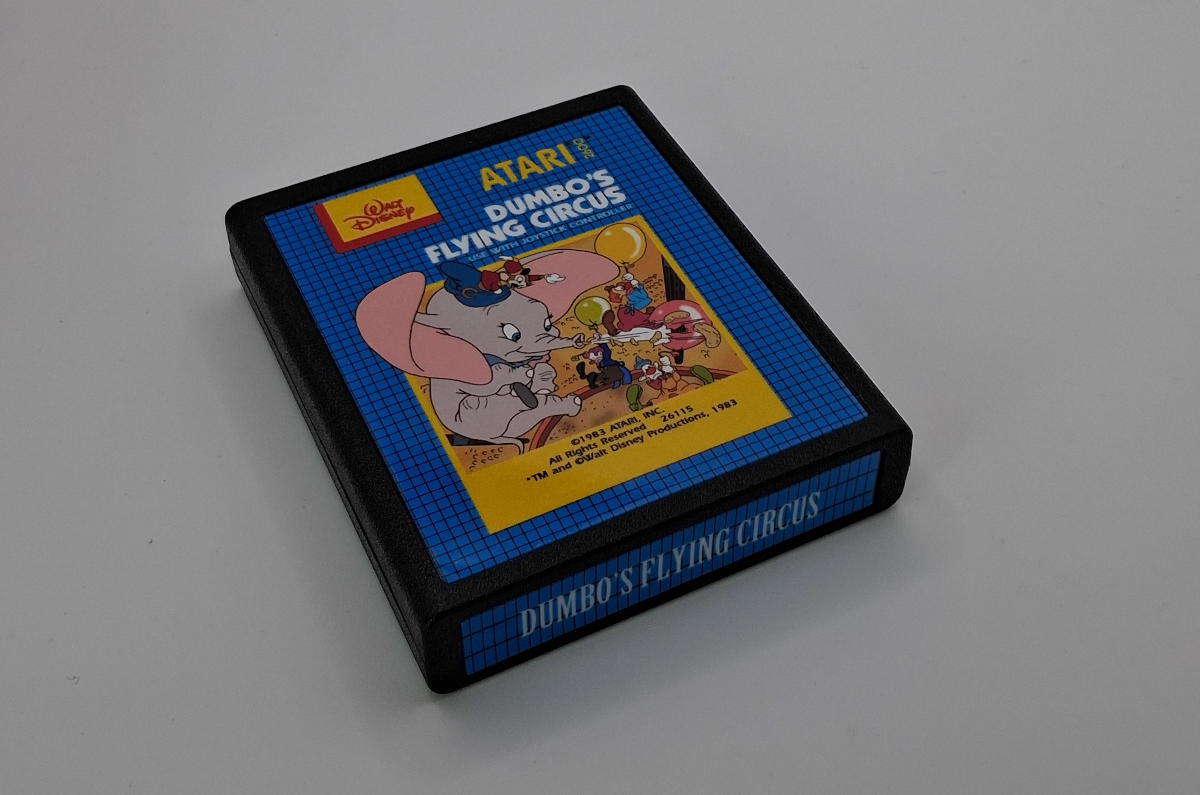 WALT
DISNEY
ATARI 2600
DUMBO'S
FLYING CIRCUS
USE WITH JOYSTICK CONTROLLER
©1983 ATARI, INC.
All Rights Reserved 26115
*TM and ©Walt Disney Productions, 1983
DUMBO'S FLYING CIRCUS